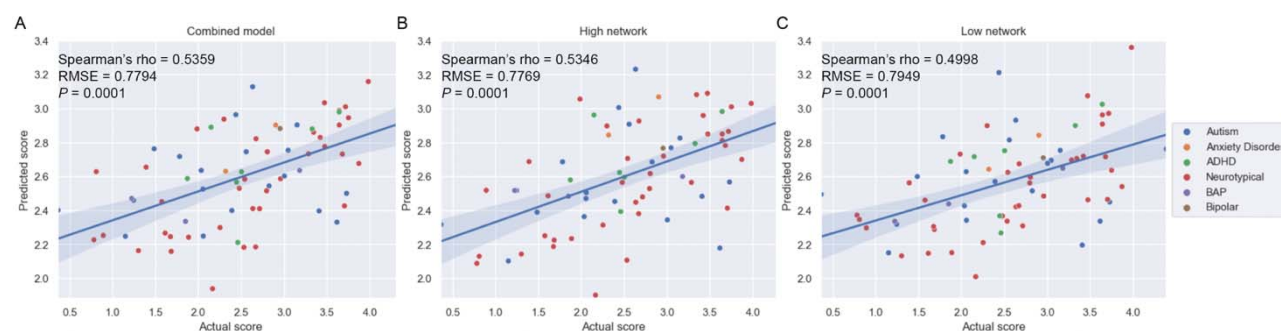 A
Combined model
Spearman's rho = 0.5359
RMSE = 0.7794
P = 0.0001
Predicted score
3.4
3.2
3.0
2.8
2.6
2.4
2.2
2.0
0.5 1.0 1.5 2.0 2.5 3.0 3.5 4.0
Actual score
B
High network
Spearman's rho = 0.5346
RMSE = 0.7769
P = 0.0001
Predicted score
3.4
3.2
3.0
2.8
2.6
2.4
2.2
2.0
0.5 1.0 1.5 2.0 2.5 3.0 3.5 4.0
Actual score
C
Low network
Spearman's rho = 0.4998
RMSE = 0.7949
P = 0.0001
Predicted score
3.4
3.2
3.0
2.8
2.6
2.4
2.2
2.0
0.5 1.0 1.5 2.0 2.5 3.0 3.5 4.0
Actual score
Autism
Anxiety Disorder
ADHD
Neurotypical
BAP
Bipolar